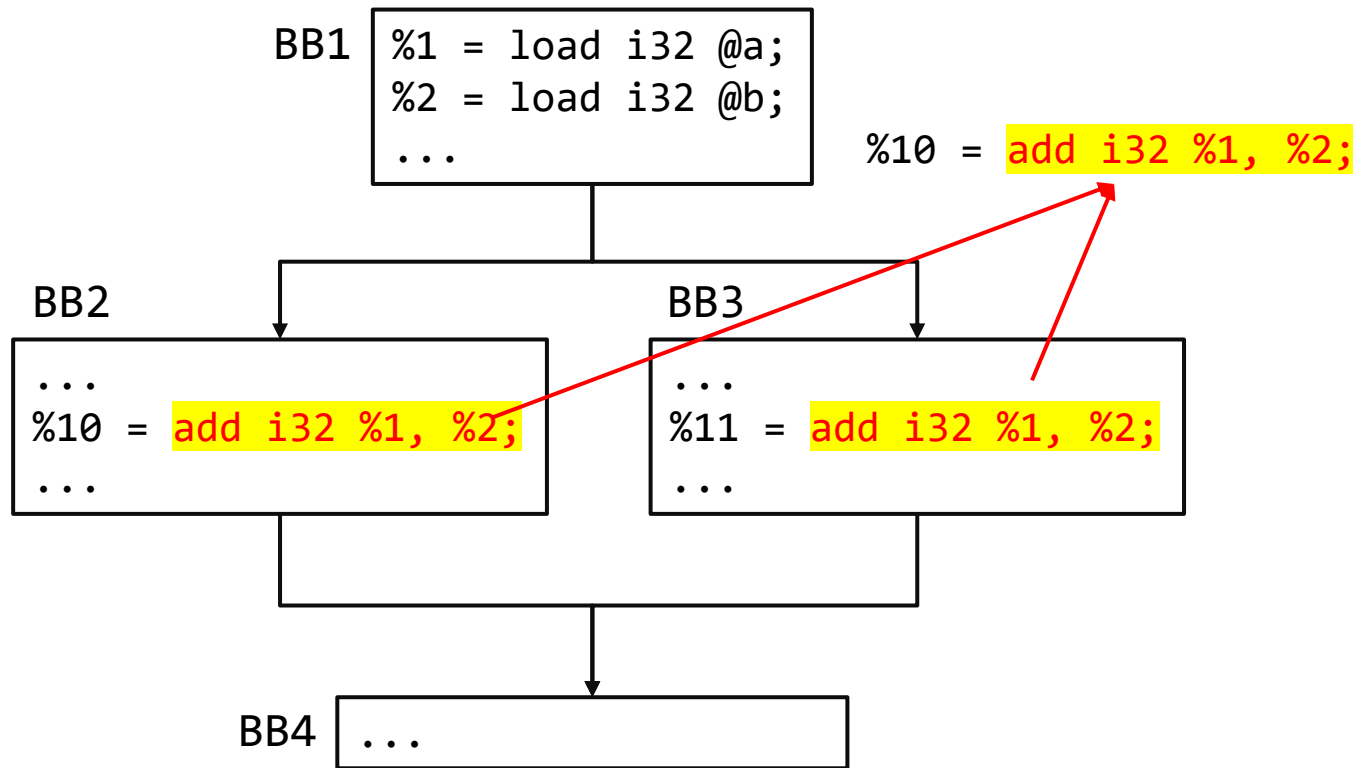 BB1
%1 = load i32 @a;
%2 = load i32 @b;
...
%10 = add i32 %1, %2;
BB2
...
%10 = add i32 %1, %2;
...
BB3
...
%11 = add i32 %1, %2;
...
BB4
...